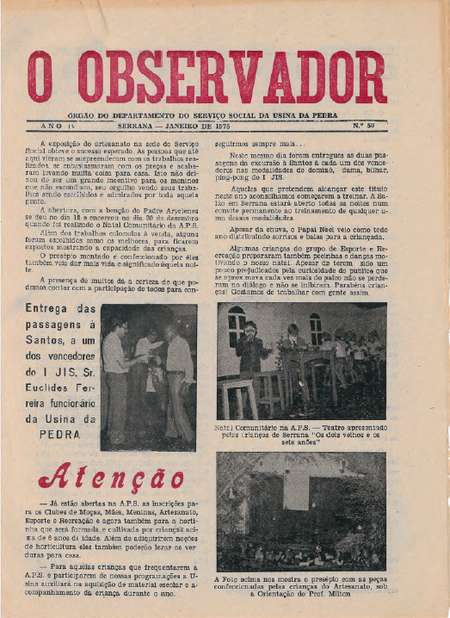 O OBSERVADOR
ÓRGÃO DO DEPARTAMENTO DO SERVIÇO SOCIAL DA USINA DA PEDRA
ANO IV SERRANA — JANEIRO DE 1975 N.º 50
A exposição do artesanato na sede do Serviço
Social obteve o sucesso esperado. As pessoas que até
aqui vieram se surpreenderam com os trabalhos rea-
lizados, se entusiasmaram com os preços e acaba-
ram levando muita coisa para casa. Isto não dei-
xou de ser um grande incentivo para os meninos
que não escondiam, seu orgulho vendo seus traba-
lhos sendo escolhidos e admirados por toda aquela
gente.
A abertura, com a benção do Padre Aryclenes
se deu no dia 18 e encerrou no dia 20 de dezembro
quando foi realizado o Natal Comunitário da A.P.S.
Além dos trabalhos colocados à venda, alguns
foram escolhidos como os melhores, para ficarem
expostos mostrando a capacidade das crianças.
O presépio montado e confeccionado por êles
também veio dar mais vida e significado àquela noi-
te.
A presença de muitos dá a certeza de que po-
demos contar com a participação de todos para con-
seguirmos sempre mais...
Neste mesmo dia foram entregues as duas pas-
sagens da excursão à Santos à cada um dos vence-
dores nas modalidades de dominó, dama, bilhar,
ping-pong do I JIS.
Aqueles que pretendem alcançar este título
neste ano aconselhamos começarem a treinar. A Sa-
lão em Serrana estará aberto todas as noites num
convite permanente ao treinamento de qualquer u-
ma dessas modalidades.
Apesar da chuva, o Papai Noel veio como todo
ano distribuindo sorrisos e balas para a criançada.
Algumas crianças do grupo de Esporte e Re-
creação prepararam também pecinhas e danças mo-
vivando o nosso natal. Apesar de terem sido um
pouco prejudicados pela curiosidade do público que
se aproximava cada vez mais do palco não se perde-
ram no diálogo e não se inibiram. Parabéns crian-
ças! Gostamos de trabalhar com gente assim.
Entrega das
passagens à
Santos, a um
dos vencedores
do I JIS. Sr.
Euclides Fer-
reira funcionário
da Usina da
PEDRA
Natal Comunitário na A.P.S. — Teatro apresentado
pelas crianças de Serrana "Os dois velhos e os
sete anões"
Atenção
— Já estão abertas na A.P.S. as inscrições pa-
ra os Clubes de Moças, Mães, Meninas, Artesanato,
Esporte e Recreação e agora também para a horti-
nha que será formada e cultivada por crianças aci-
ma de 6 anos di idade. Além de adquirirem noções
de horticultura eles também poderão levar os ver-
duras para casa.
— Para aquelas crianças que frequentarem a
A.P.S. e participarem de nossas programações a U-
sina auxiliará na aquisição de material escolar e a-
companhamento da criança durante o ano.
A Foto acima nos mostra o presépio com as peças
confeccionadas pelas crianças do Artesanato, sob
a Orientação do Prof. Milton